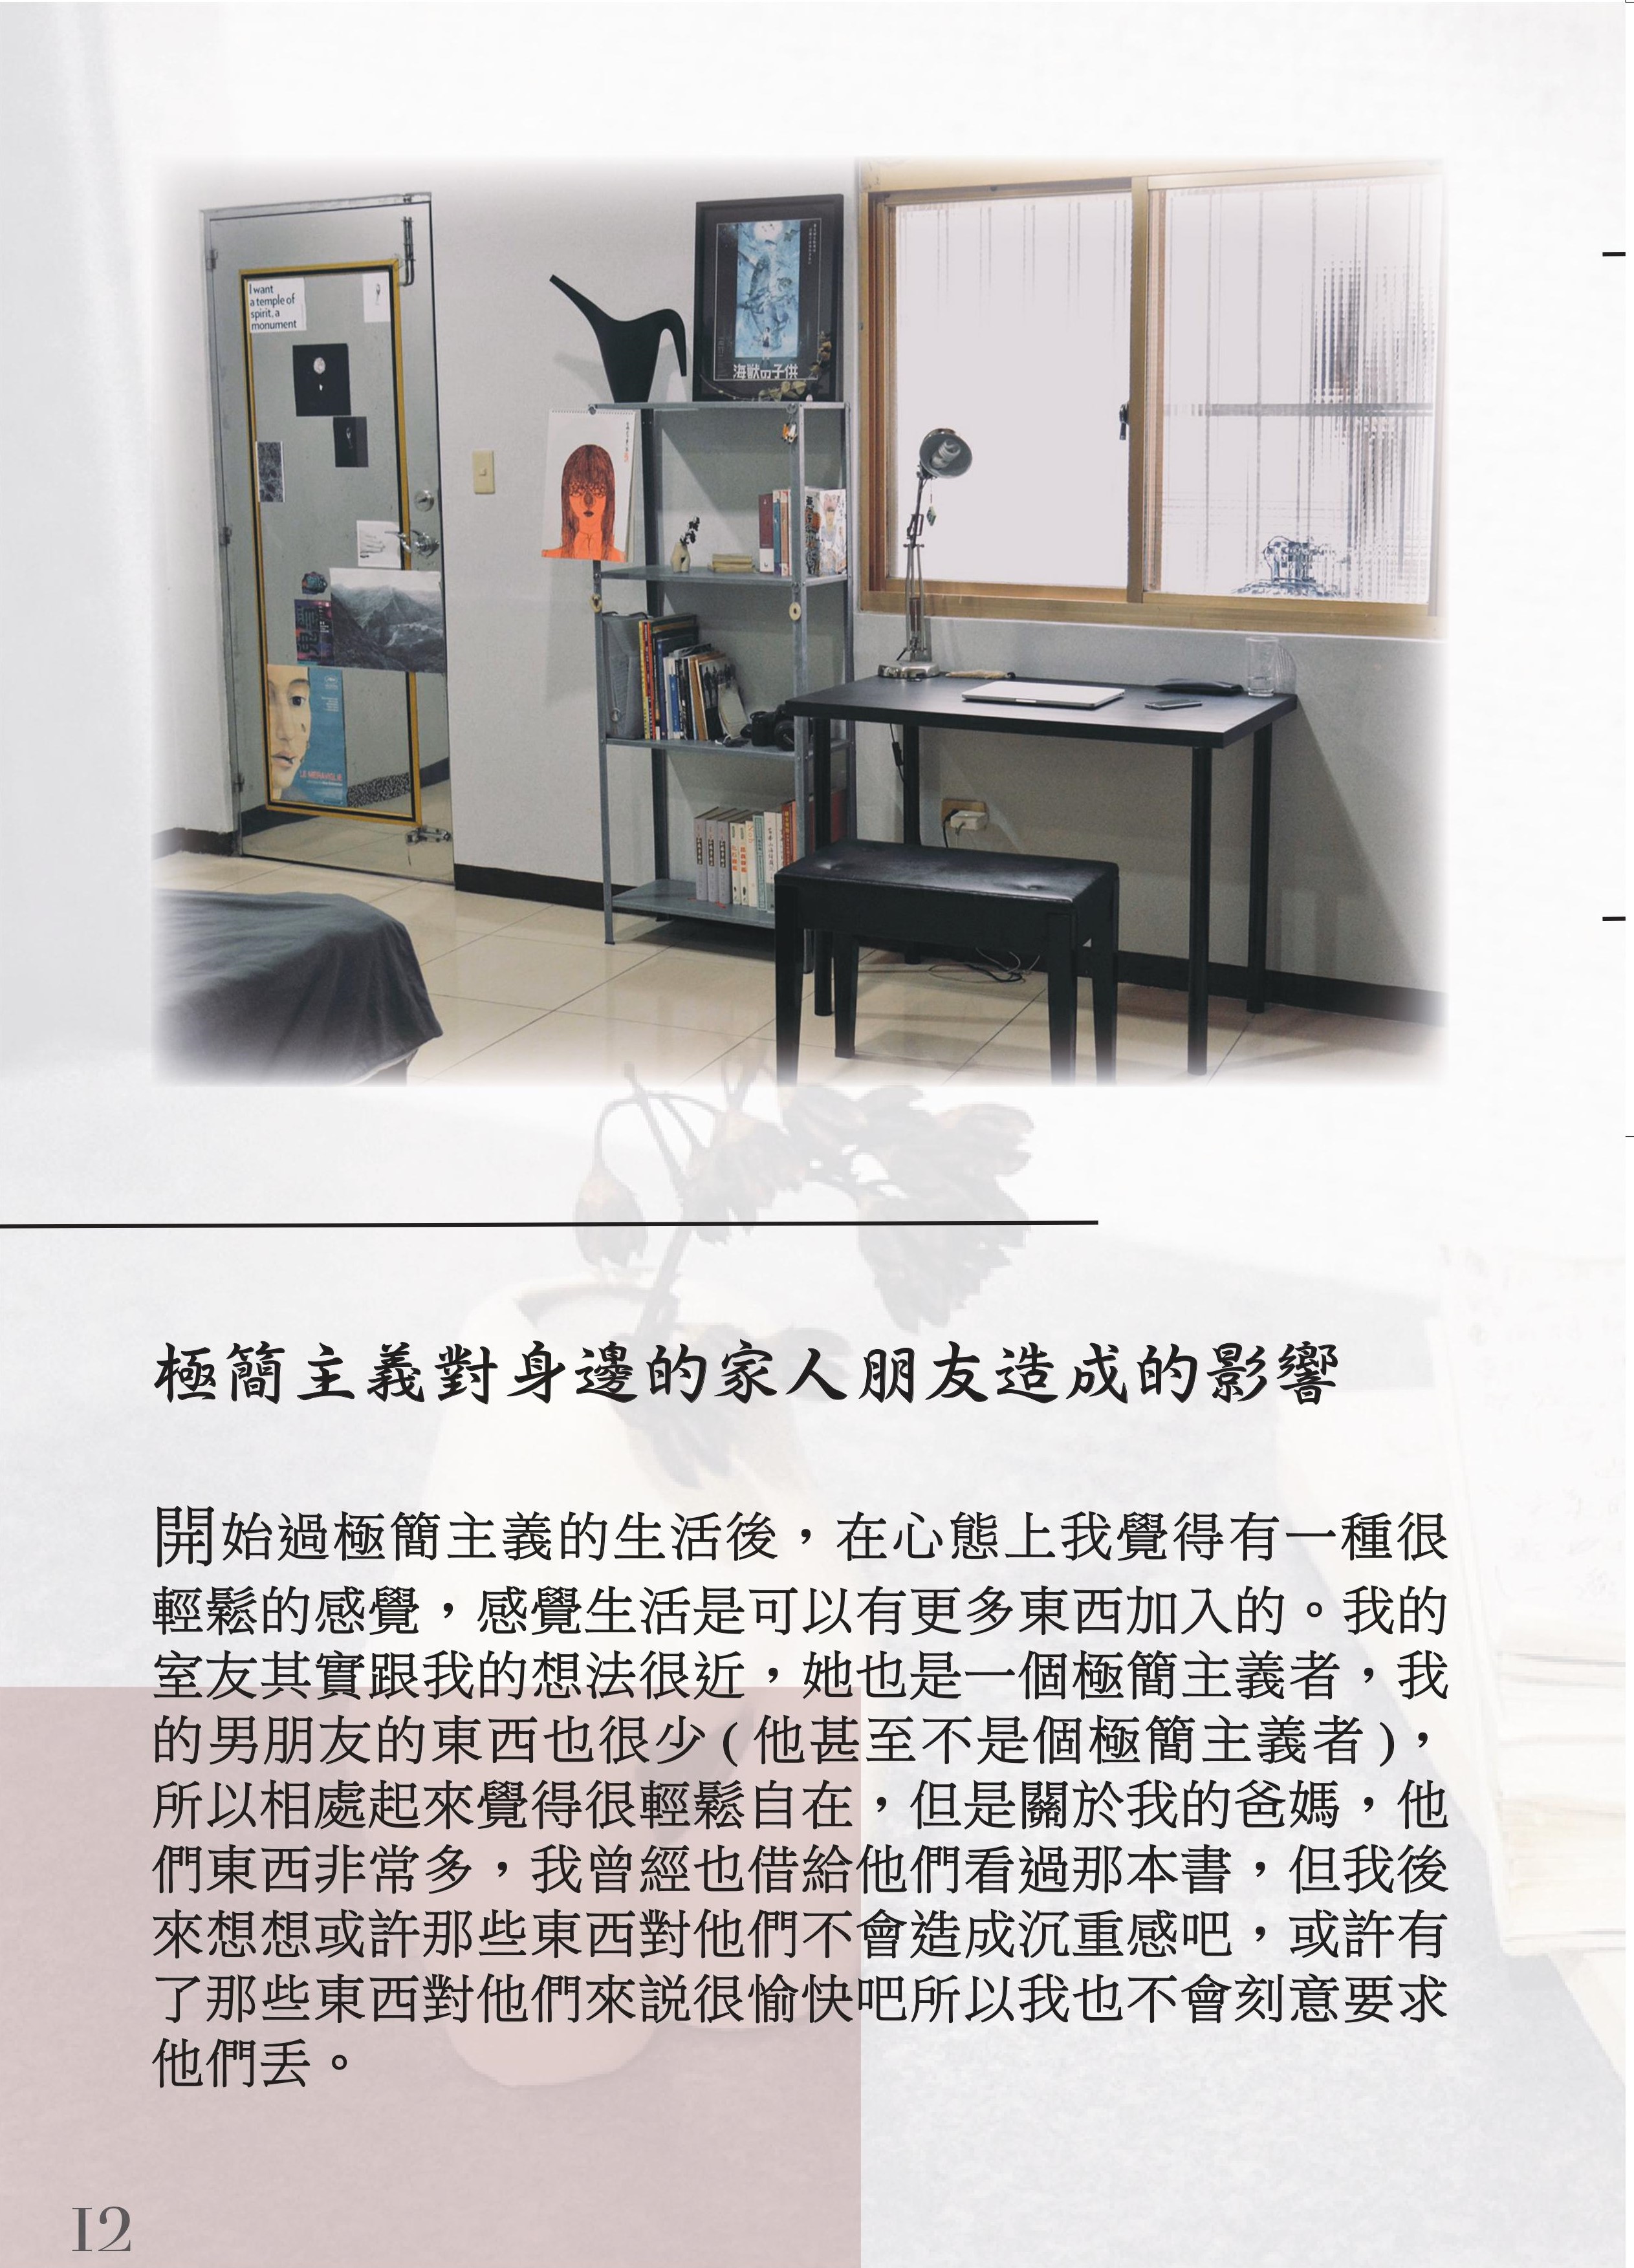 I want
a temple of
spirit, a
monument
海獣の子供
LE MERAVIGLIE
極簡主義對身邊的家人朋友造成的影響
開始過極簡主義的生活後，在心態上我覺得有一種很
輕鬆的感覺，感覺生活是可以有更多東西加入的。我的
室友其實跟我的想法很近，她也是一個極簡主義者，我
的男朋友的東西也很少(他甚至不是個極簡主義者)，
所以相處起來覺得很輕鬆自在，但是關於我的爸媽，他
們東西非常多，我曾經也借給他們看過那本書，但我後
來想想或許那些東西對他們不會造成沉重感吧，或許有
了那些東西對他們來説很愉快吧所以我也不會刻意要求
他們丟。
12